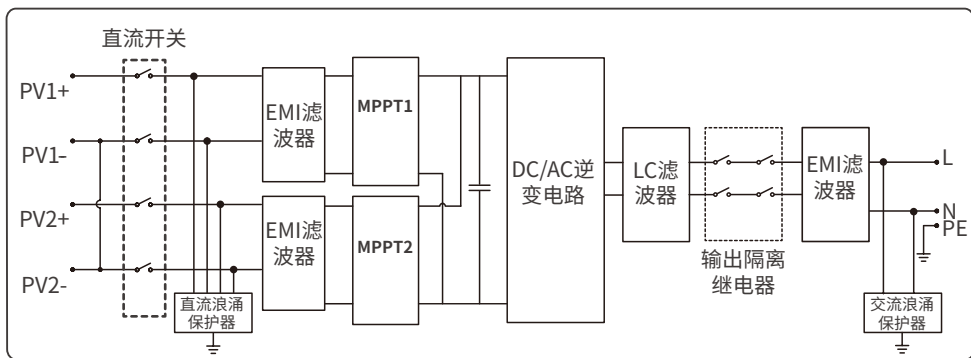 直流开关
PV1+
PV1-
PV2+
PV2-
EMI滤
波器
MPPT1
EMI滤
波器
MPPT2
直流浪涌
保护器
DC/AC逆
变电路
LC滤
波器
输出隔离
继电器
EMI滤
波器
L
N
PE
交流浪涌
保护器